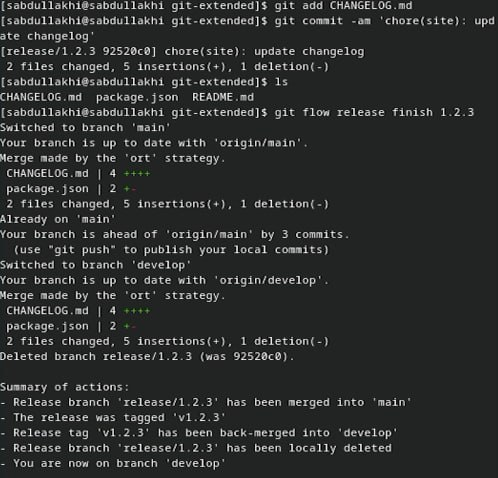 [sabdullakhi@sabdullakhi git-extended]$ git add CHANGELOG.md
[sabdullakhi@sabdullakhi git-extended]$ git commit -am 'chore(site): upd
ate changelog'
[release/1.2.3 92520c0] chore(site): update changelog
 2 files changed, 5 insertions(+), 1 deletion(-)
[sabdullakhi@sabdullakhi git-extended]$ ls
CHANGELOG.md  package.json  README.md
[sabdullakhi@sabdullakhi git-extended]$ git flow release finish 1.2.3
Switched to branch 'main'
Your branch is up to date with 'origin/main'.
Merge made by the 'ort' strategy.
 CHANGELOG.md | 4 ++++
 package.json | 2 +-
 2 files changed, 5 insertions(+), 1 deletion(-)
Already on 'main'
Your branch is ahead of 'origin/main' by 3 commits.
  (use "git push" to publish your local commits)
Switched to branch 'develop'
Your branch is up to date with 'origin/develop'.
Merge made by the 'ort' strategy.
 CHANGELOG.md | 4 ++++
 package.json | 2 +-
 2 files changed, 5 insertions(+), 1 deletion(-)
Deleted branch release/1.2.3 (was 92520c0).

Summary of actions:
- Release branch 'release/1.2.3' has been merged into 'main'
- The release was tagged 'v1.2.3'
- Release tag 'v1.2.3' has been back-merged into 'develop'
- Release branch 'release/1.2.3' has been locally deleted
- You are now on branch 'develop'